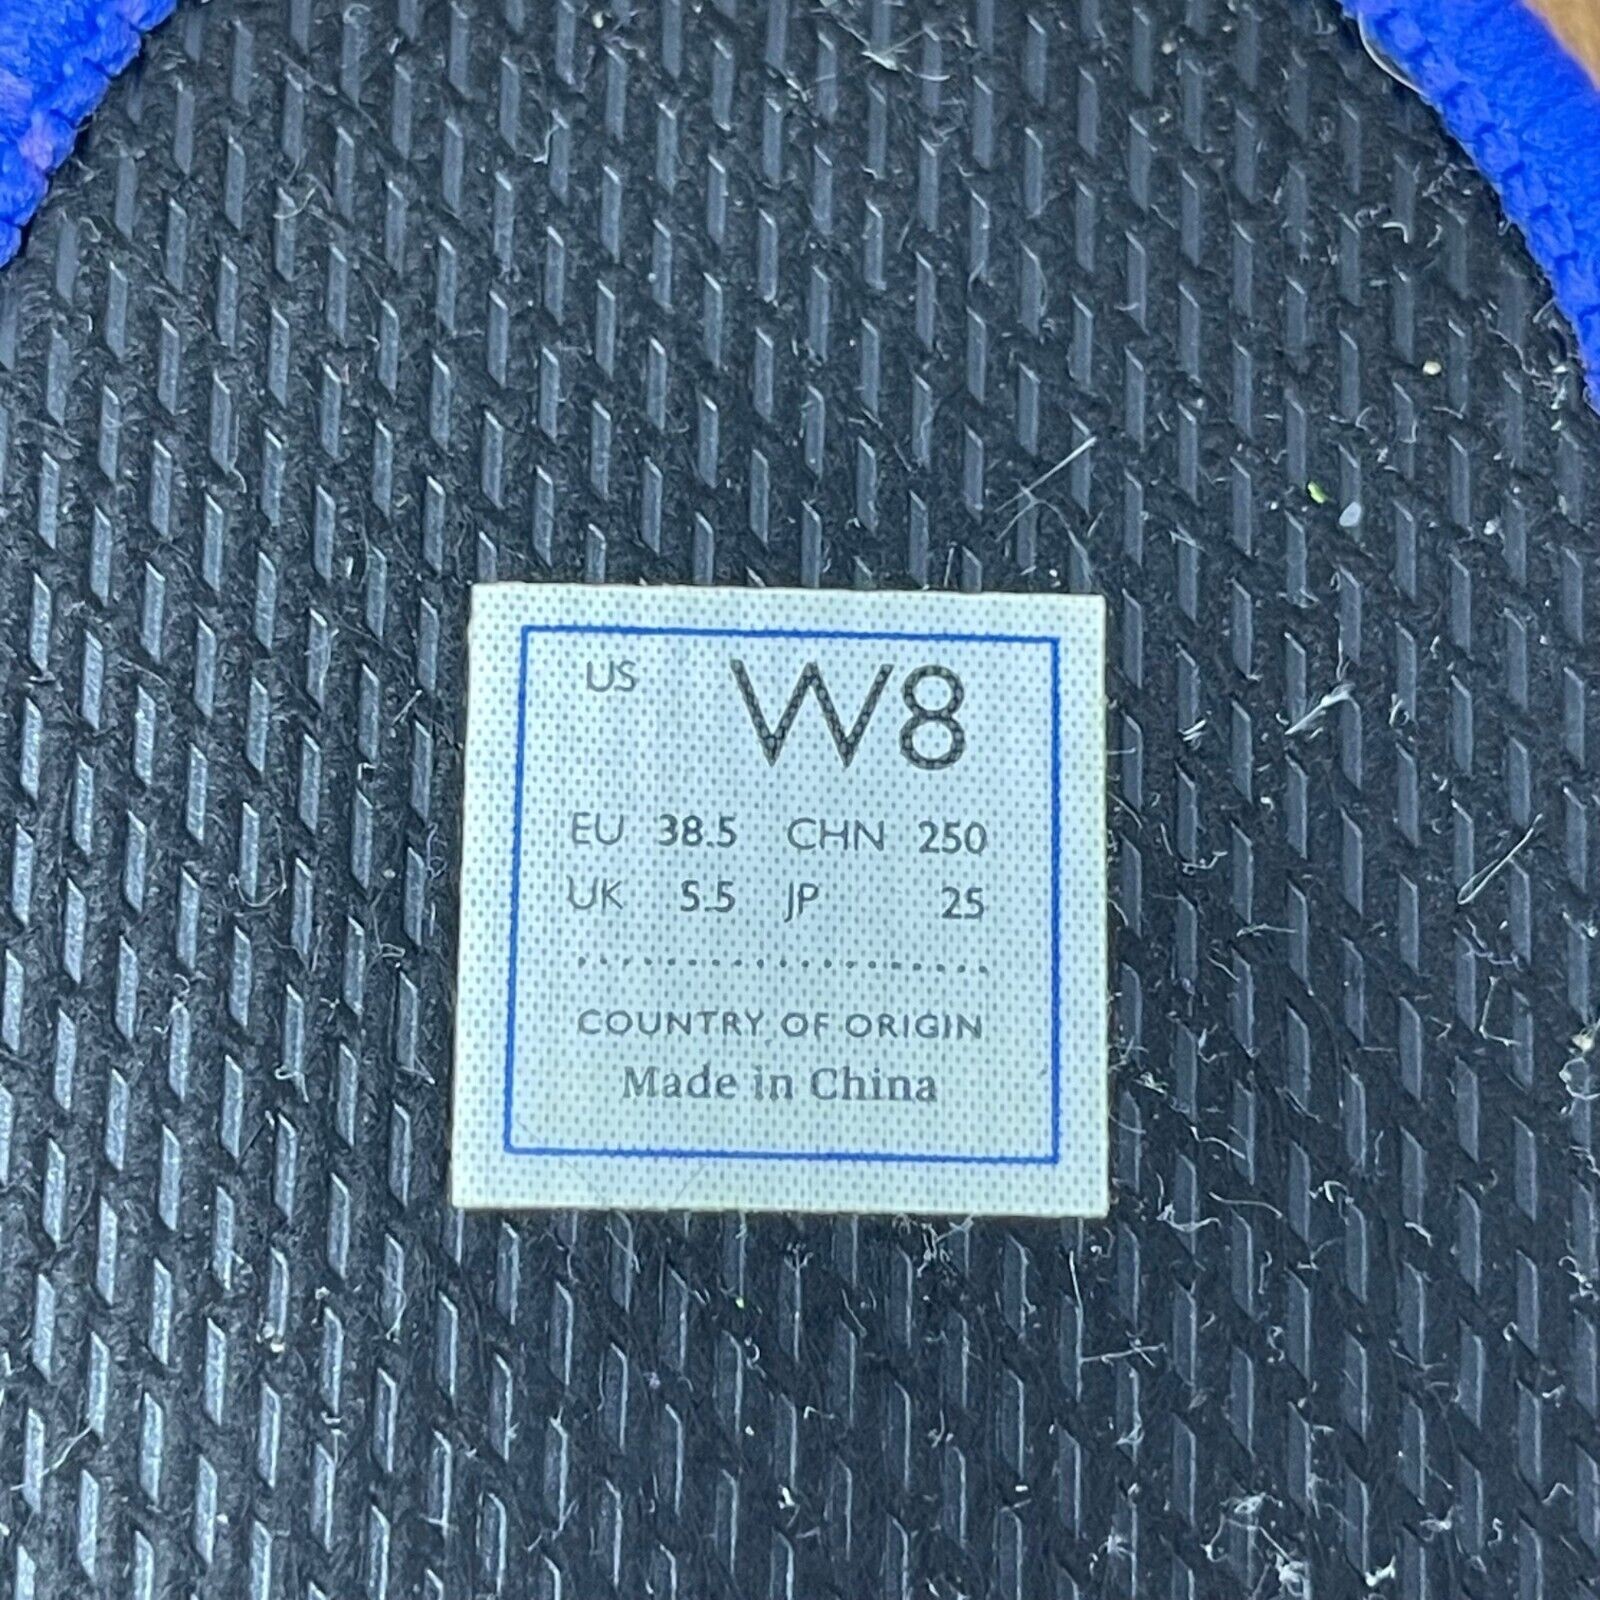 US W8
EU 38.5 CHN 250
UK 5.5 JP 25
COUNTRY OF ORIGIN
Made in China